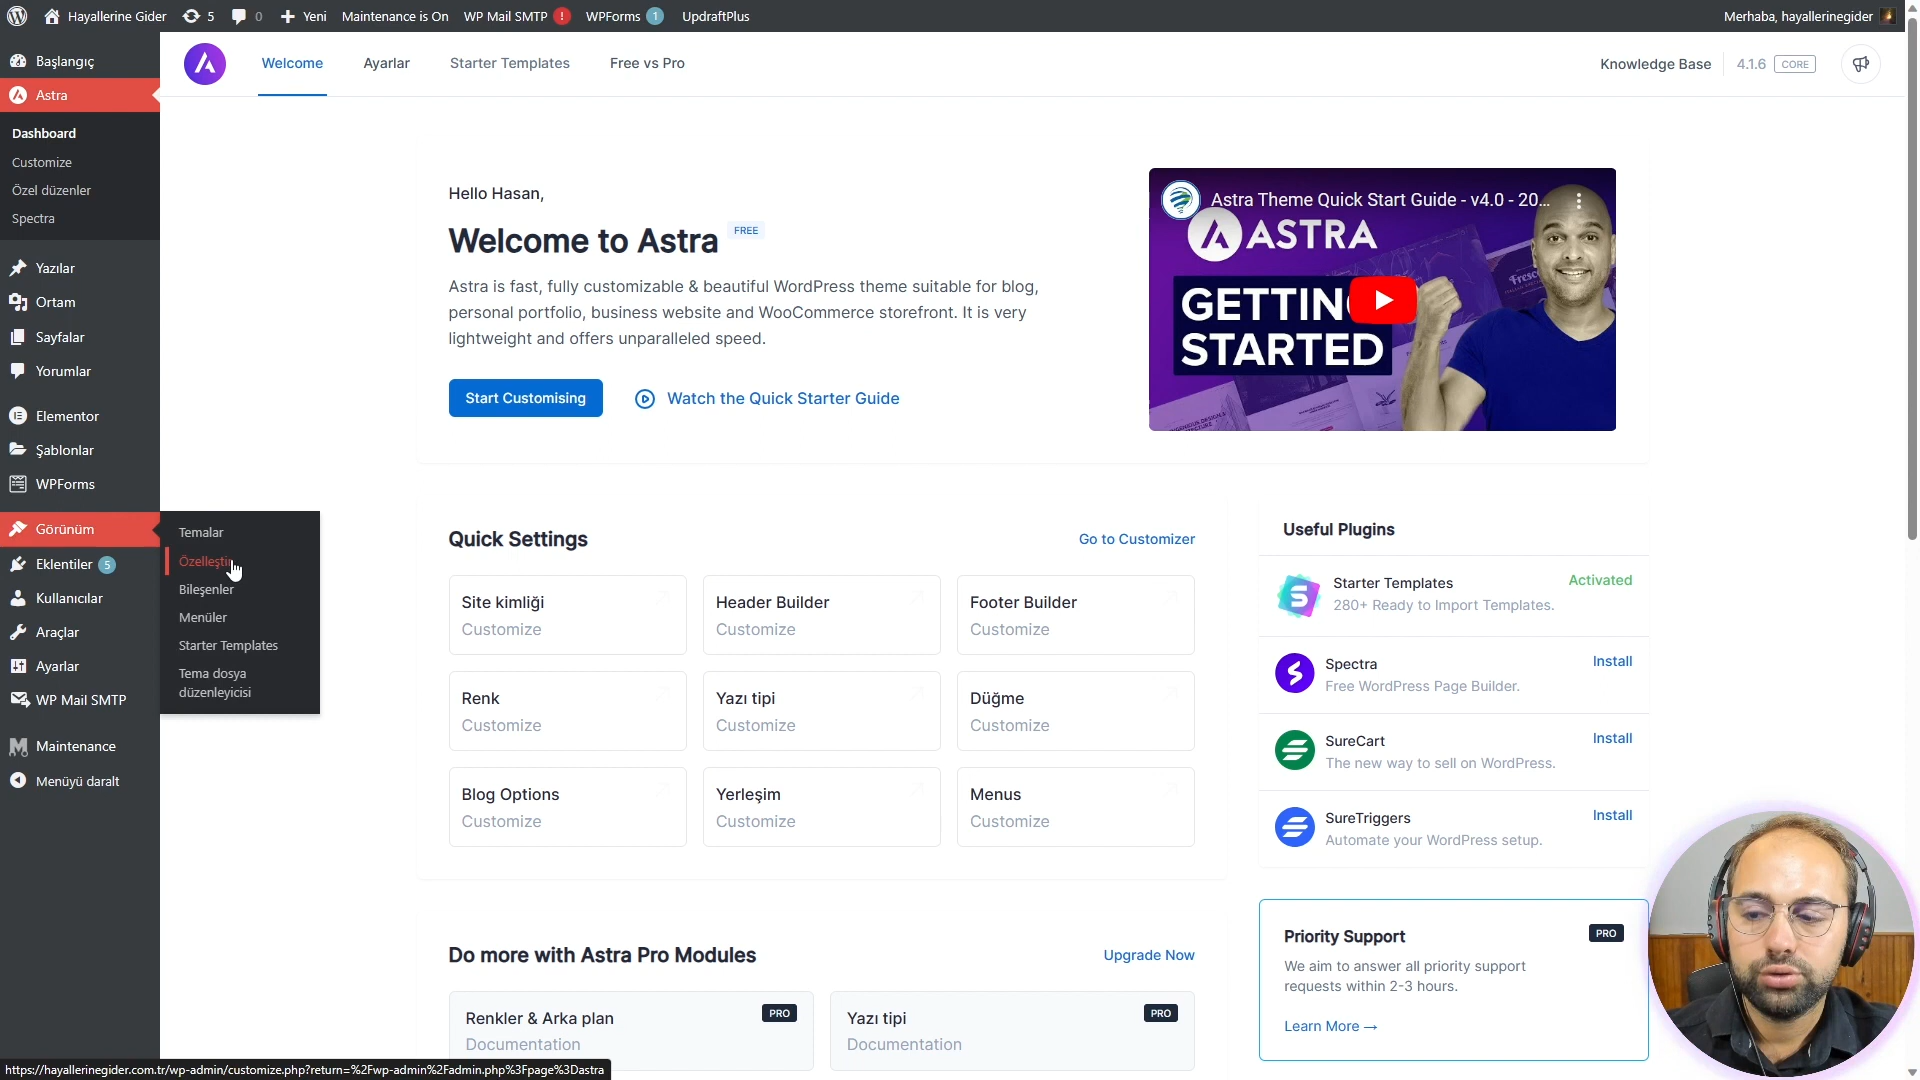 Hayallerine Gider
5
0
Yeni
Maintenance is On
WP Mail SMTP
!
WPForms
1
UpdraftPlus
Merhaba, hayallerinegider
Başlangıç
Astra
Dashboard
Customize
Özel düzenler
Spectra
Yazılar
Ortam
Sayfalar
Yorumlar
Elementor
Şablonlar
WPForms
Görünüm
Eklentiler 5
Kullanıcılar
Araçlar
Ayarlar
WP Mail SMTP
Maintenance
Menüyü daralt
Temalar
Özelleştir
Bileşenler
Menüler
Starter Templates
Tema dosya
düzenleyicisi
Welcome
Ayarlar
Starter Templates
Free vs Pro
Knowledge Base
4.1.6
CORE
Hello Hasan,
Welcome to Astra
FREE
Astra is fast, fully customizable & beautiful WordPress theme suitable for blog,
personal portfolio, business website and WooCommerce storefront. It is very
lightweight and offers unparalleled speed.
Start Customising
Watch the Quick Starter Guide
Astra Theme Quick Start Guide - v4.0 - 20...
ASTRA
GETTING
STARTED
Quick Settings
Go to Customizer
Site kimliği
Customize
Header Builder
Customize
Footer Builder
Customize
Renk
Customize
Yazı tipi
Customize
Düğme
Customize
Blog Options
Customize
Yerleşim
Customize
Menus
Customize
Useful Plugins
Starter Templates
Activated
280+ Ready to Import Templates.
Spectra
Install
Free WordPress Page Builder.
SureCart
Install
The new way to sell on WordPress.
SureTriggers
Install
Automate your WordPress setup.
Do more with Astra Pro Modules
Upgrade Now
Renkler & Arka plan
PRO
Documentation
Yazı tipi
PRO
Documentation
Priority Support
PRO
We aim to answer all priority support
requests within 2-3 hours.
Learn More →
https://hayallerinegider.com.tr/wp-admin/customize.php?return=%2Fwp-admin%2Fadmin.php%3Fpage%3Dastra